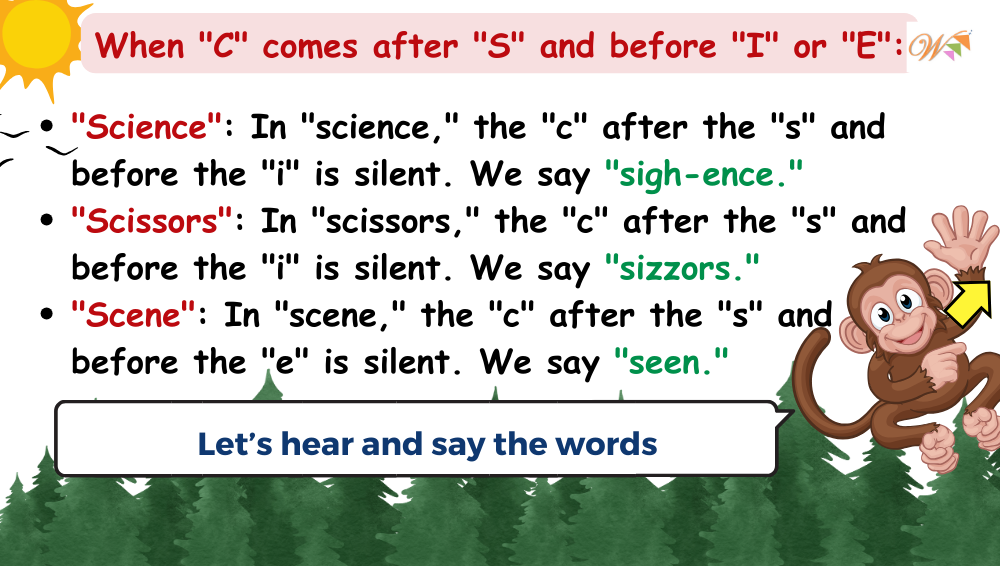 When "C" comes after "S" and before "I" or "E":
W
• "Science": In "science," the "c" after the "s" and
before the "i" is silent. We say "sigh-ence."
• "Scissors": In "scissors," the "c" after the "s" and
before the "i" is silent. We say "sizzors."
• "Scene": In "scene," the "c" after the "s" and
before the "e" is silent. We say "seen."
Let's hear and say the words